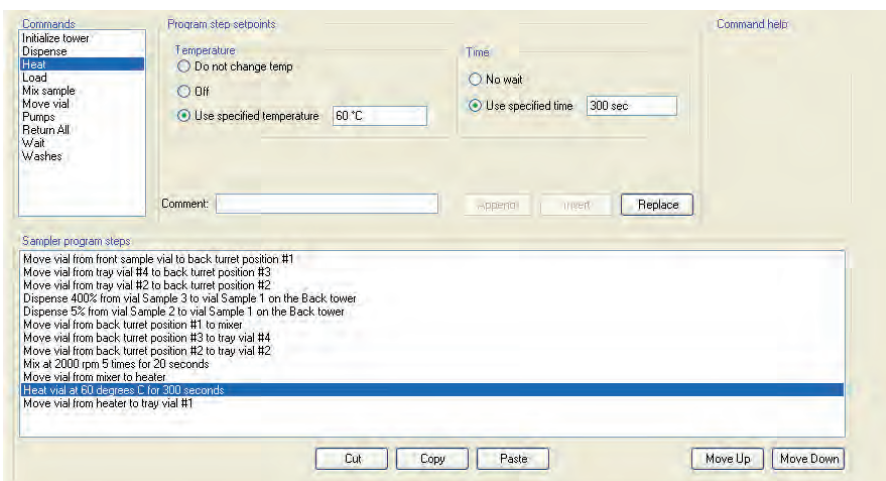 Commands
Initialize tower
Dispense
Heat
Load
Mix sample
Move vial
Pumps
Return All
Wait
Washes
Program step setpoints
Temperature
Do not change temp
Off
Use specified temperature 60 °C
Time
No wait
Use specified time 300 sec
Command help
Comment:
Append Insert Replace
Sampler program steps
Move vial from front sample vial to back turret position #1
Move vial from tray vial #4 to back turret position #3
Move vial from tray vial #2 to back turret position #2
Dispense 400% from vial Sample 3 to vial Sample 1 on the Back tower
Dispense 5% from vial Sample 2 to vial Sample 1 on the Back tower
Move vial from back turret position #1 to mixer
Move vial from back turret position #3 to tray vial #4
Move vial from back turret position #2 to tray vial #2
Mix at 2000 rpm 5 times for 20 seconds
Move vial from mixer to heater
Heat vial at 60 degrees C for 300 seconds
Move vial from heater to tray vial #1
Cut Copy Paste Move Up Move Down